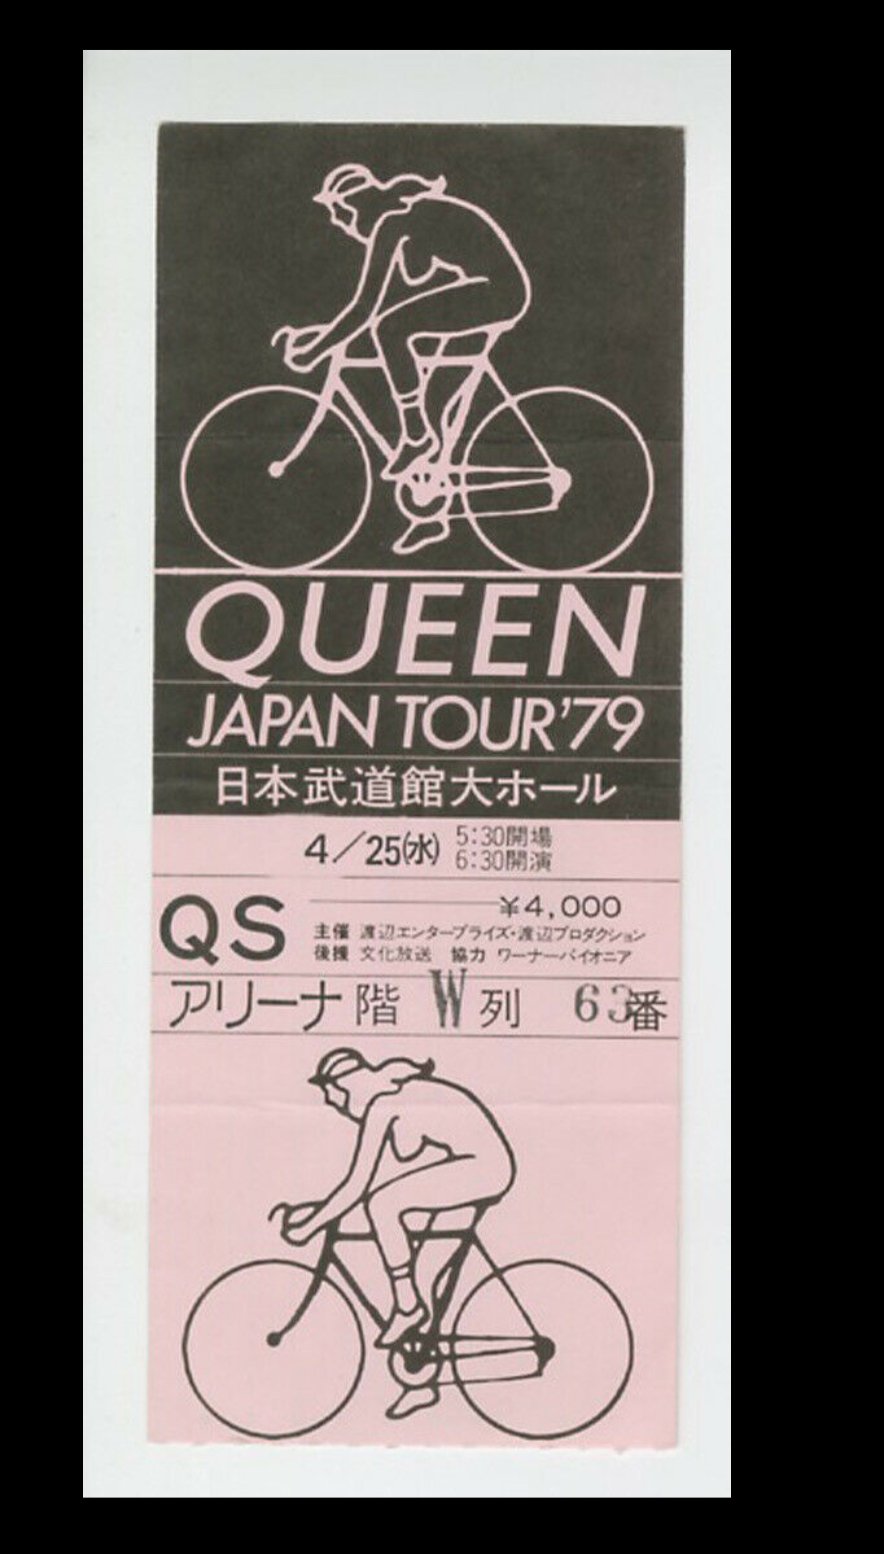 QUEEN
JAPAN TOUR'79
日本武道館大ホール
4/25(水) 5:30開場
6:30開演
QS ¥4,000
主催 渡辺エンタープライズ・渡辺プロダクション
後援 文化放送 協力 ワーナーパイオニア
アリーナ階 W列 63番